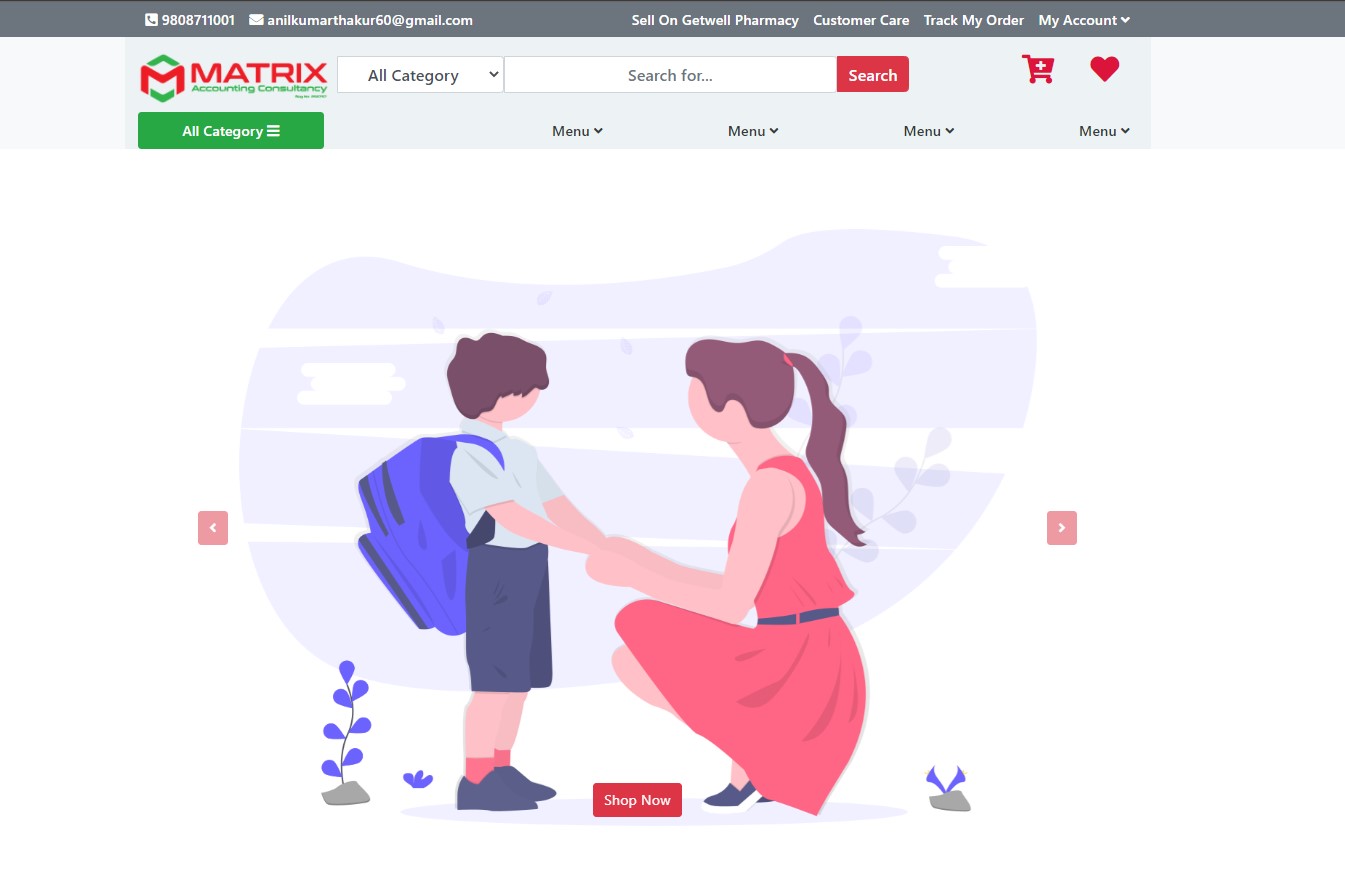 9808711001 anilkumarthakur60@gmail.com Sell On Getwell Pharmacy Customer Care Track My Order My Account
MATRIX
Accounting Consultancy
All Category Search for... Search
All Category Menu Menu Menu Menu
Shop Now